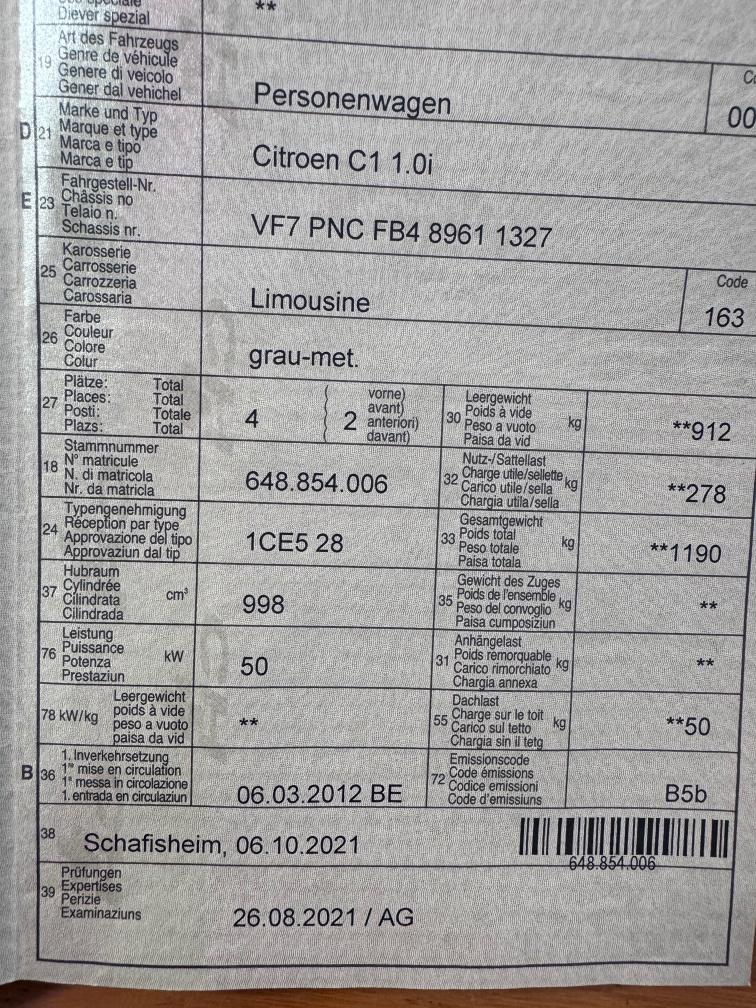 Diever spezial
**
Art des Fahrzeugs
19 Genre de véhicule
Genere di veicolo
Gener dal vehichel
Personenwagen
00
D 21 Marke und Typ
Marque et type
Marca e tipo
Marca e tip
Citroen C1 1.0i
E 23 Fahrgestell-Nr.
Châssis no
Telaio n.
Schassis nr.
VF7 PNC FB4 8961 1327
25 Karosserie
Carrosserie
Carrozzeria
Carossaria
Limousine
Code
163
26 Farbe
Couleur
Colore
Colur
grau-met.
27 Plätze: Total
Places: Total
Posti: Totale
Plazs: Total
4
( 2 vorne)
avant)
anteriori)
davant)
30 Leergewicht
Poids à vide
Peso a vuoto
Paisa da vid
kg
**912
18 Stammnummer
N° matricule
N. di matricola
Nr. da matricla
648.854.006
32 Nutz-/Sattellast
Charge utile/sellette
Carico utile/sella
Chargia utila/sella
kg
**278
24 Typengenehmigung
Réception par type
Approvazione del tipo
Approvaziun dal tip
1CE5 28
33 Gesamtgewicht
Poids total
Peso totale
Paisa totala
kg
**1190
37 Hubraum
Cylindrée
Cilindrata
Cilindrada
cm³
998
35 Gewicht des Zuges
Poids de l'ensemble
Peso del convoglio
Paisa cumposiziun
kg
**
76 Leistung
Puissance
Potenza
Prestaziun
kW
50
31 Anhängelast
Poids remorquable
Carico rimorchiato
Chargia annexa
kg
**
78 kW/kg Leergewicht
poids à vide
peso a vuoto
paisa da vid
**
55 Dachlast
Charge sur le toit
Carico sul tetto
Chargia sin il tetg
kg
**50
B 36 1. Inverkehrsetzung
1re mise en circulation
1a messa in circolazione
1. entrada en circulaziun
06.03.2012 BE
72 Emissionscode
Code émissions
Codice emissioni
Code d'emissiuns
B5b
38 Schafisheim, 06.10.2021
648.854.006
39 Prüfungen
Expertises
Perizie
Examinaziuns
26.08.2021 / AG